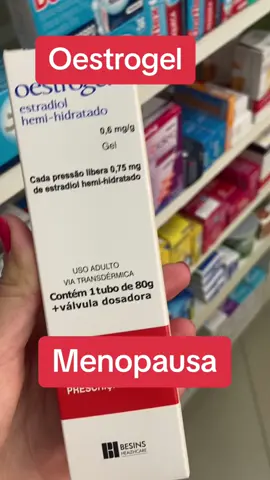 Oestrogel
oestrogel
estradiol
hemi-hidratado
0,6 mg/g
Gel
Cada pressão libera 0,75 mg
de estradiol hemi-hidratado
USO ADULTO
VIA TRANSDÉRMICA
Contém 1 tubo de 80g
+válvula dosadora
Menopausa
BESINS
HEALTHCARE